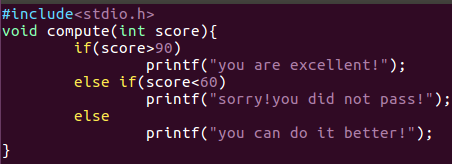 #include<stdio.h>
void compute(int score){
if(score>90)
printf("you are excellent!");
else if(score<60)
printf("sorry!you did not pass!");
else
printf("you can do it better!");
}